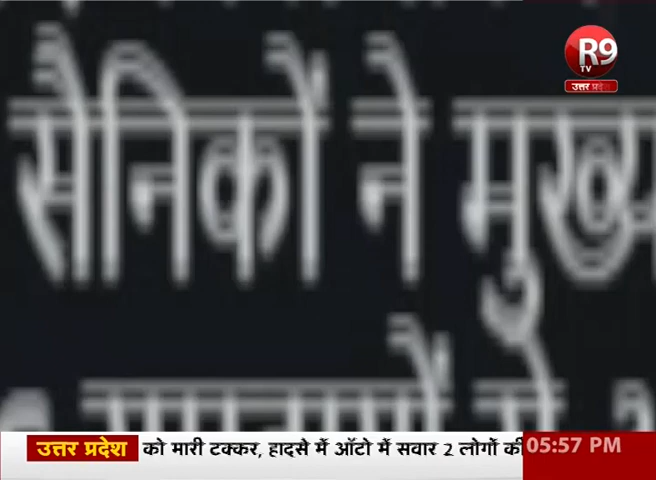 R9
TV
उत्तर प्रदेश
सैनिकों ने मुख्य
उत्तर प्रदेश को मारी टक्कर, हादसे में ऑटो में सवार 2 लोगों की
05:57 PM